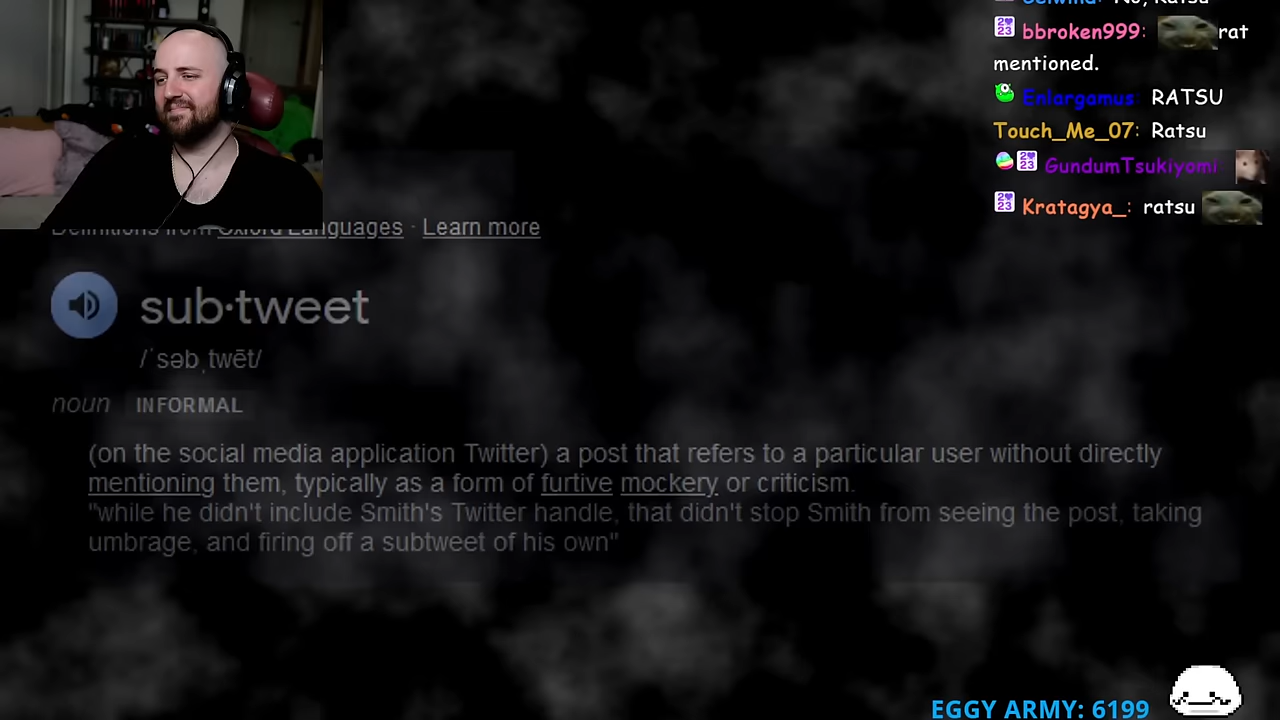 No, Ratsu
bbroken999: rat
mentioned.
Enlargamus: RATSU
Touch_Me_07: Ratsu
GundumTsukiyomi:
Kratagya_: ratsu
Definitions from Oxford Languages · Learn more
sub·tweet
/ˈsəbˌtwēt/
noun INFORMAL
(on the social media application Twitter) a post that refers to a particular user without directly
mentioning them, typically as a form of furtive mockery or criticism.
"while he didn't include Smith's Twitter handle, that didn't stop Smith from seeing the post, taking
umbrage, and firing off a subtweet of his own"
EGGY ARMY: 6199